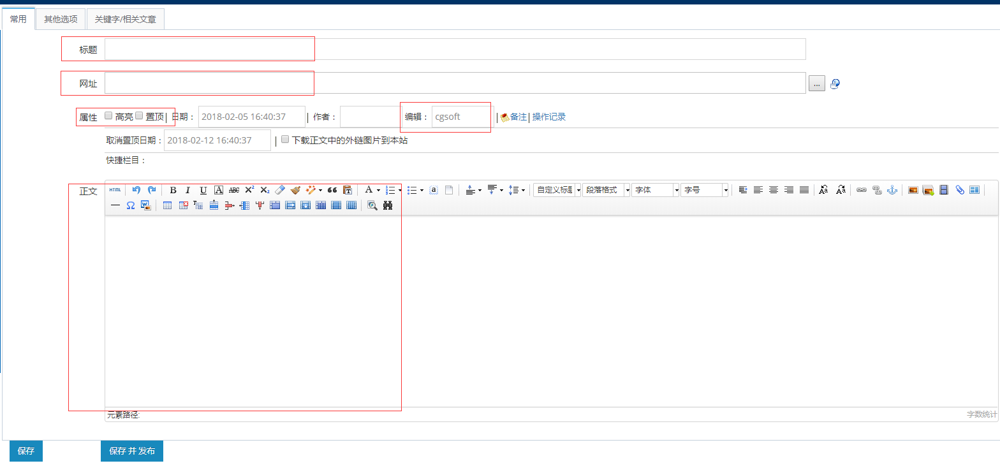 常用 其他选项 关键字/相关文章
标题
网址 ...
属性 高亮 置顶 | 日期： 2018-02-05 16:40:37 | 作者： 编辑： cgsoft | 备注 | 操作记录
取消置顶日期： 2018-02-12 16:40:37 | 下载正文中的外链图片到本站
快捷栏目：
正文 HTML B I U A ABC X² X₂ A a 自定义标题 段落格式 字体 字号
元素路径: 字数统计
保存 保存 并 发布